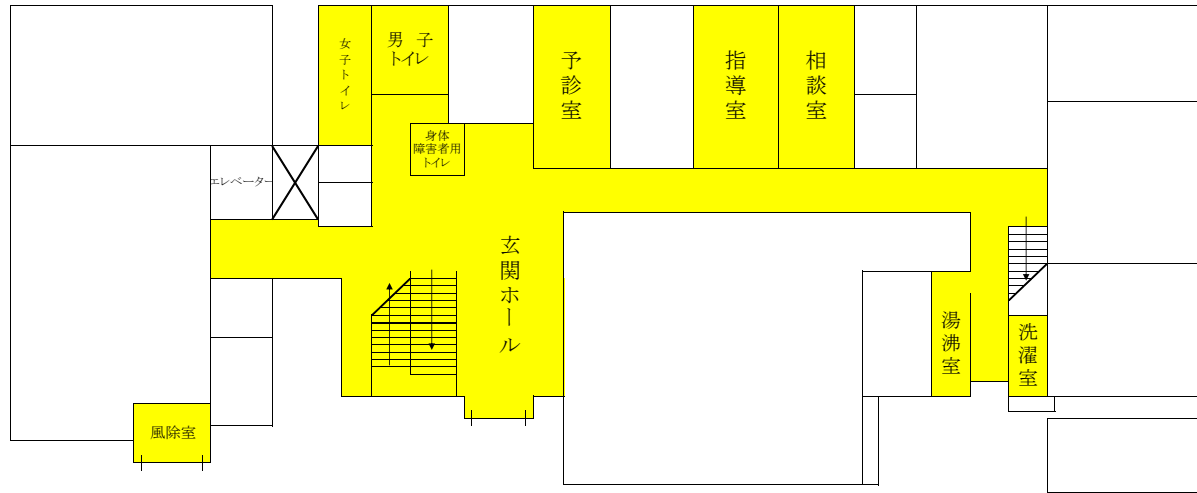 女子トイレ
男 子
トイレ
予診室
指導室
相談室
身体
障害者用
トイレ
エレベーター
玄関ホール
湯沸室
洗濯室
風除室